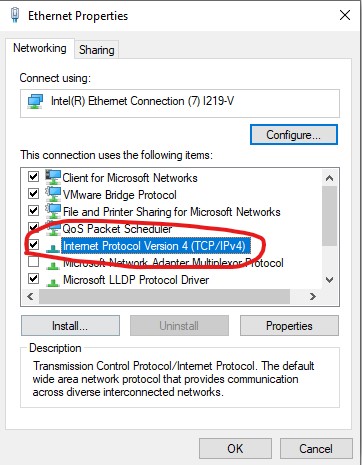 Ethernet Properties
Networking
Sharing
Connect using:
Intel(R) Ethernet Connection (7) I219-V
Configure...
This connection uses the following items:
Client for Microsoft Networks
VMware Bridge Protocol
File and Printer Sharing for Microsoft Networks
QoS Packet Scheduler
Internet Protocol Version 4 (TCP/IPv4)
Microsoft Network Adapter Multiplexor Protocol
Microsoft LLDP Protocol Driver
Install...
Uninstall
Properties
Description
Transmission Control Protocol/Internet Protocol. The default
wide area network protocol that provides communication
across diverse interconnected networks.
OK
Cancel